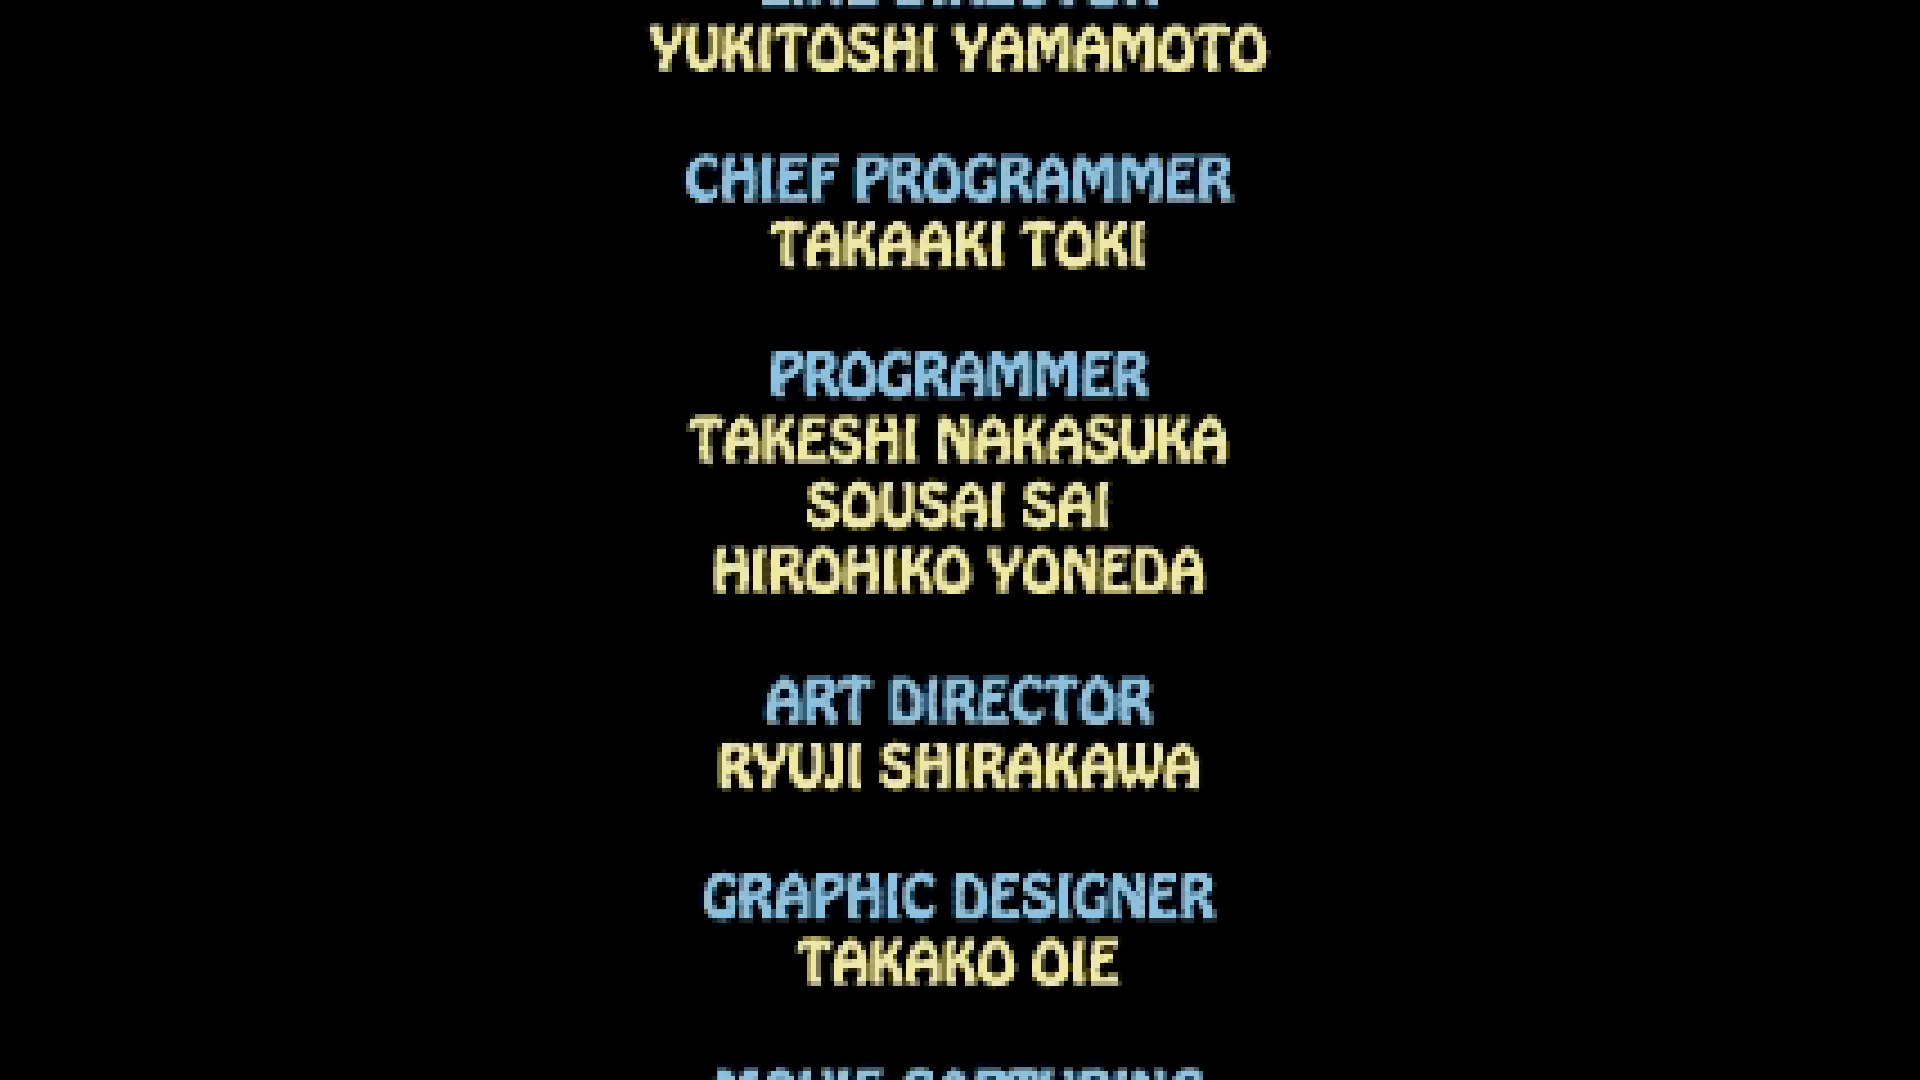 YUKITOSHI YAMAMOTO
CHIEF PROGRAMMER
TAKAAKI TOKI
PROGRAMMER
TAKESHI NAKASUKA
SOUSAI SAI
HIROHIKO YONEDA
ART DIRECTOR
RYUJI SHIRAKAWA
GRAPHIC DESIGNER
TAKAKO OIE